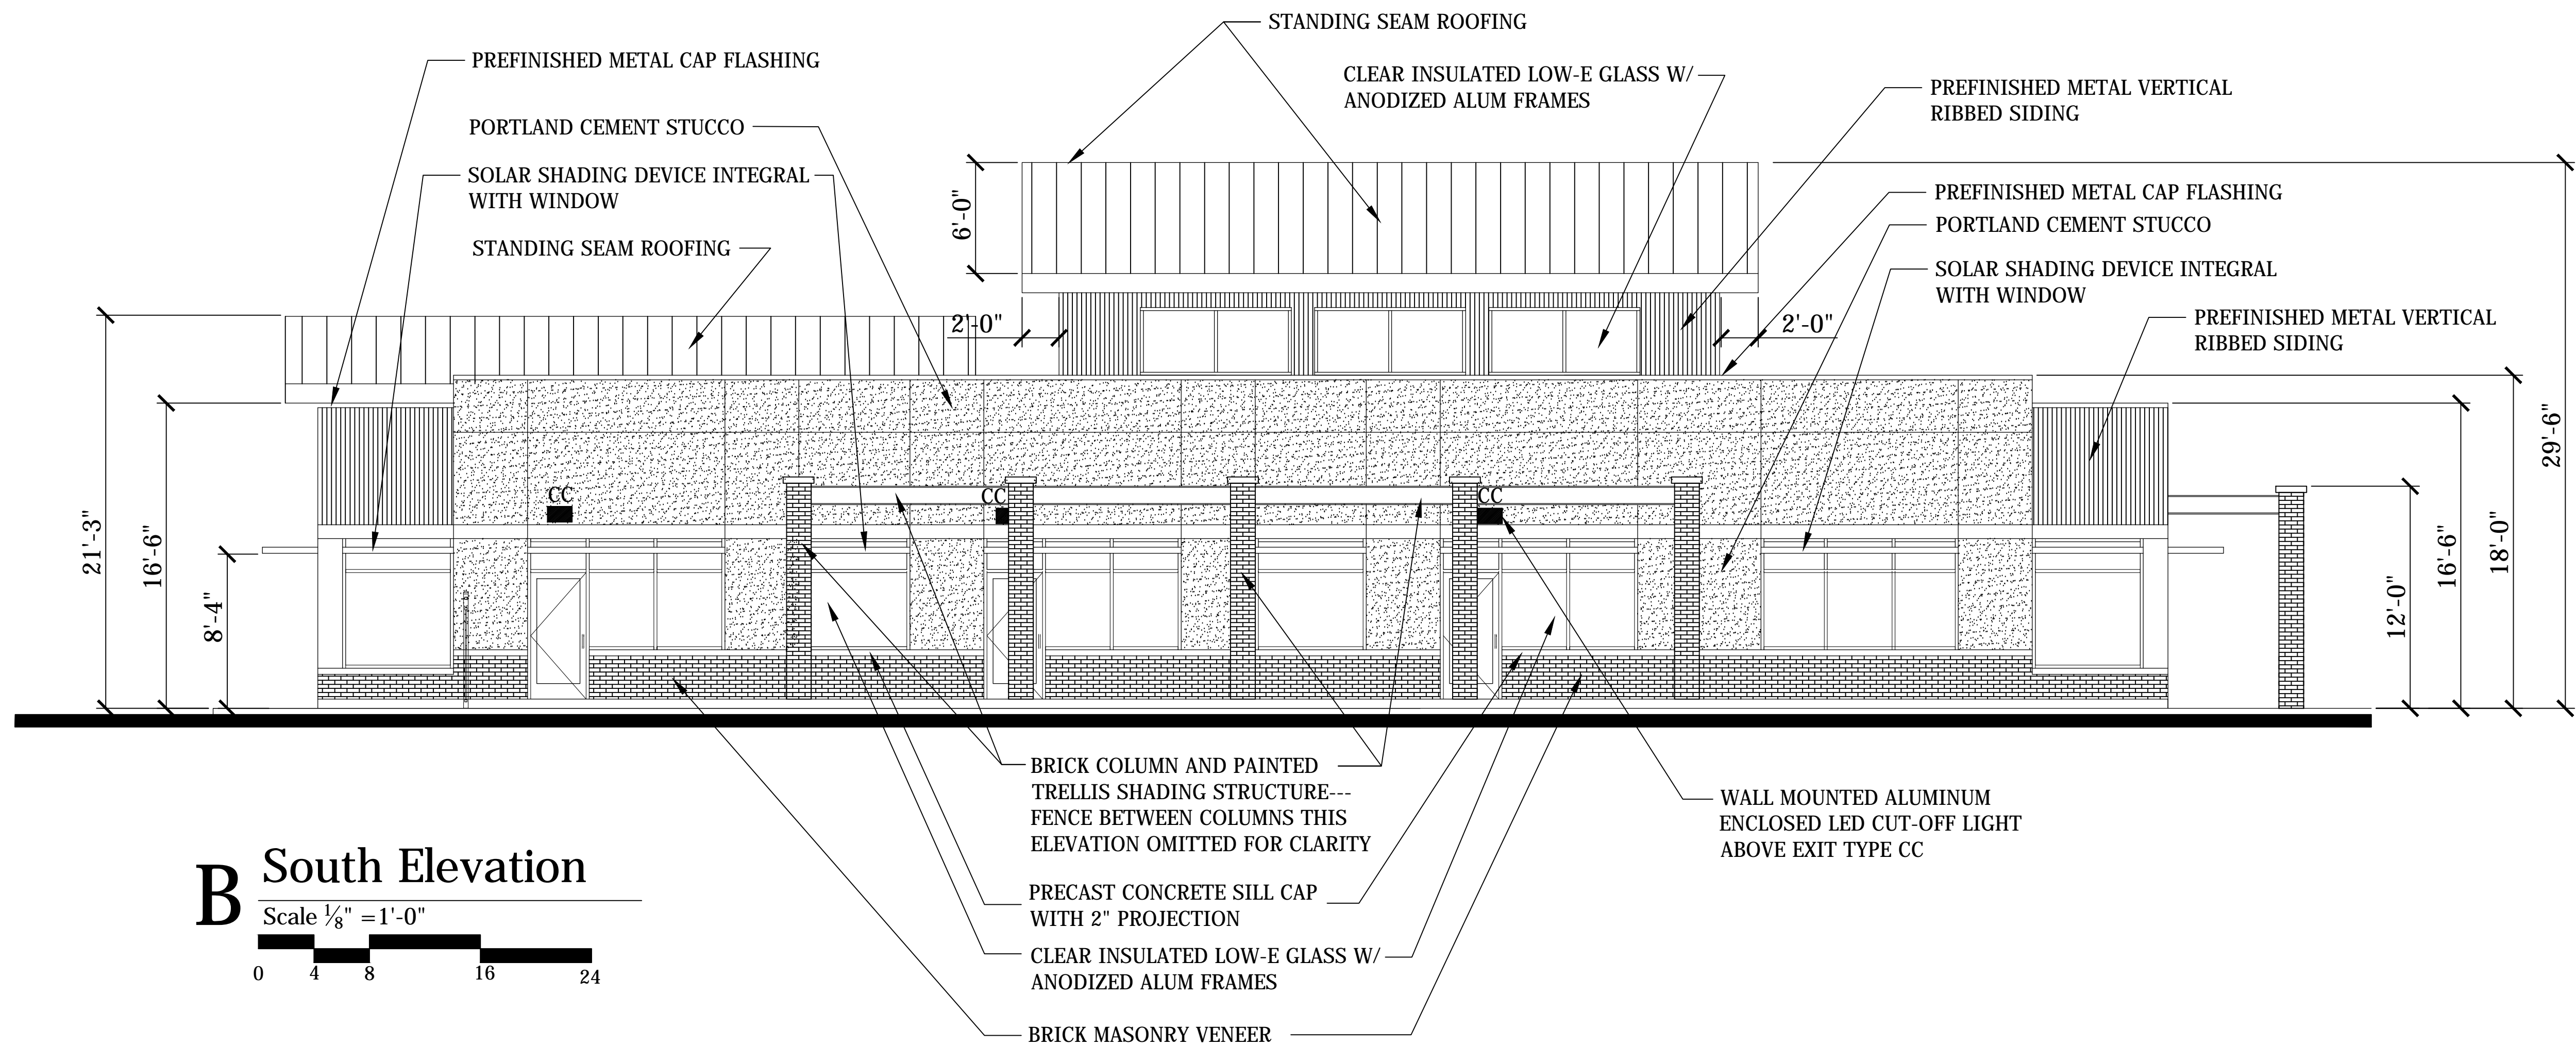 STANDING SEAM ROOFING
PREFINISHED METAL CAP FLASHING
CLEAR INSULATED LOW-E GLASS W/
ANODIZED ALUM FRAMES
PREFINISHED METAL VERTICAL
RIBBED SIDING
PORTLAND CEMENT STUCCO
SOLAR SHADING DEVICE INTEGRAL
WITH WINDOW
STANDING SEAM ROOFING
6'-0"
PREFINISHED METAL CAP FLASHING
PORTLAND CEMENT STUCCO
SOLAR SHADING DEVICE INTEGRAL
WITH WINDOW
PREFINISHED METAL VERTICAL
RIBBED SIDING
2'-0"
2'-0"
21'-3"
16'-6"
8'-4"
CC
CC
CC
12'-0"
16'-6"
18'-0"
29'-6"
BRICK COLUMN AND PAINTED
TRELLIS SHADING STRUCTURE---
FENCE BETWEEN COLUMNS THIS
ELEVATION OMITTED FOR CLARITY
WALL MOUNTED ALUMINUM
ENCLOSED LED CUT-OFF LIGHT
ABOVE EXIT TYPE CC
PRECAST CONCRETE SILL CAP
WITH 2" PROJECTION
CLEAR INSULATED LOW-E GLASS W/
ANODIZED ALUM FRAMES
BRICK MASONRY VENEER
B South Elevation
Scale ⅛" =1'-0"
0 4 8 16 24